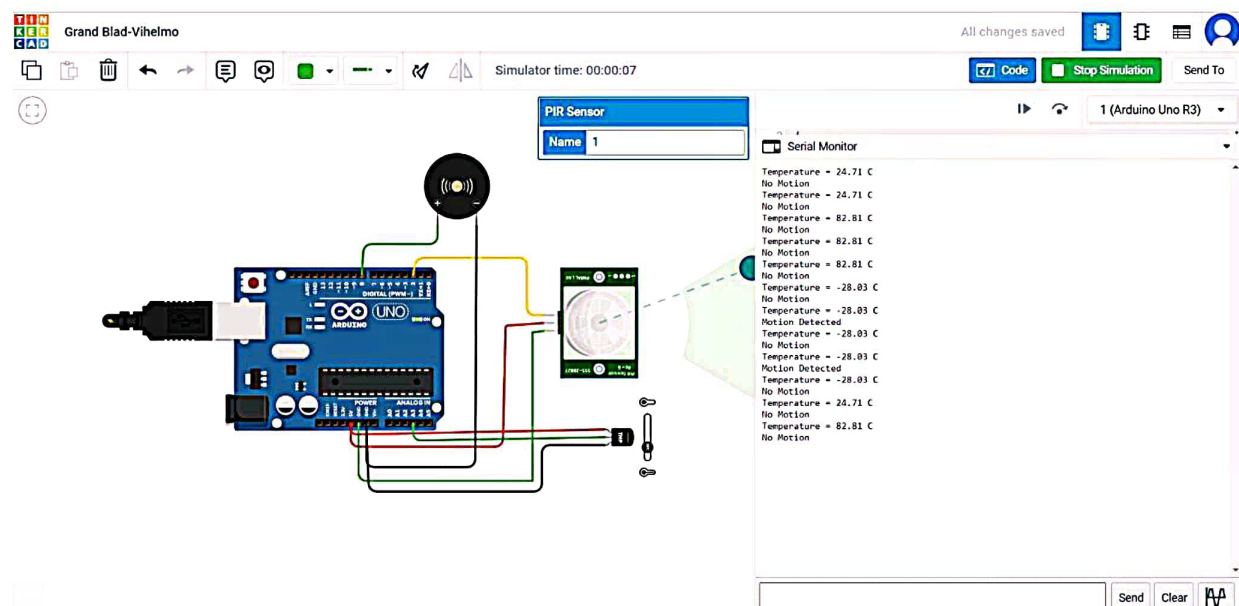 TIN
KER
CAD
Grand Blad-Vihelmo
All changes saved
Simulator time: 00:00:07
Code
Stop Simulation
Send To
PIR Sensor
Name 1
1 (Arduino Uno R3)
Serial Monitor
Temperature = 24.71 C
No Motion
Temperature = 24.71 C
No Motion
Temperature = 82.81 C
No Motion
Temperature = 82.81 C
No Motion
Temperature = 82.81 C
No Motion
Temperature = -28.03 C
No Motion
Temperature = -28.03 C
Motion Detected
Temperature = -28.03 C
No Motion
Temperature = -28.03 C
Motion Detected
Temperature = -28.03 C
No Motion
Temperature = 24.71 C
No Motion
Temperature = 82.81 C
No Motion
DIGITAL (PWM~)
UNO
ARDUINO
POWER
ANALOG IN
Send
Clear